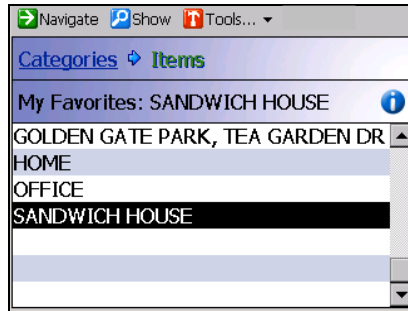 Navigate Show Tools...
Categories Items
My Favorites: SANDWICH HOUSE
GOLDEN GATE PARK, TEA GARDEN DR
HOME
OFFICE
SANDWICH HOUSE